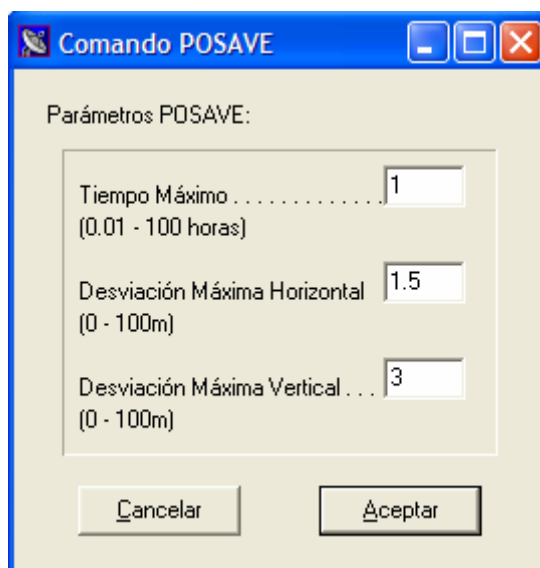 Comando POSAVE
Parámetros POSAVE:
Tiempo Máximo . . . . . . . . . . . . . 1
(0.01 - 100 horas)
Desviación Máxima Horizontal 1.5
(0 - 100m)
Desviación Máxima Vertical . . . 3
(0 - 100m)
Cancelar Aceptar